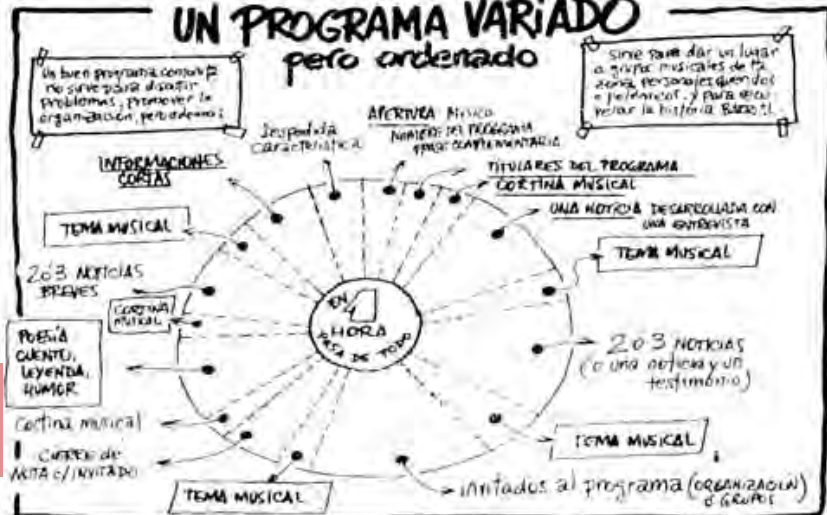 UN PROGRAMA VARIADO
pero ordenado
Un buen programa
no sirve para discutir
problemas, promover la
organización, pero además:
sirve para dar un lugar
a grupos musicales de la
zona, personajes queridos
o polémicos, y para recu
perar la historia
APERTURA Música
NOMBRE DEL PROGRAMA
FRASE COMPLEMENTARIA
TITULARES DEL PROGRAMA
CORTINA MUSICAL
UNA NOTICIA DESARROLLADA CON
UNA ENTREVISTA
TEMA MUSICAL
2 ó 3 NOTICIAS
(o una noticia y un
testimonio)
TEMA MUSICAL
invitados al programa (ORGANIZACIÓN)
o GRUPOS
TEMA MUSICAL
CIERRE de
NOTA c/ INVITADO
Cortina musical
POESÍA
CUENTO,
LEYENDA,
HUMOR
CORTINA
MUSICAL
2 ó 3 NOTICIAS
BREVES
TEMA MUSICAL
INFORMACIONES
CORTAS
Despedida
Característica
EN 1
HORA
PASA DE TODO